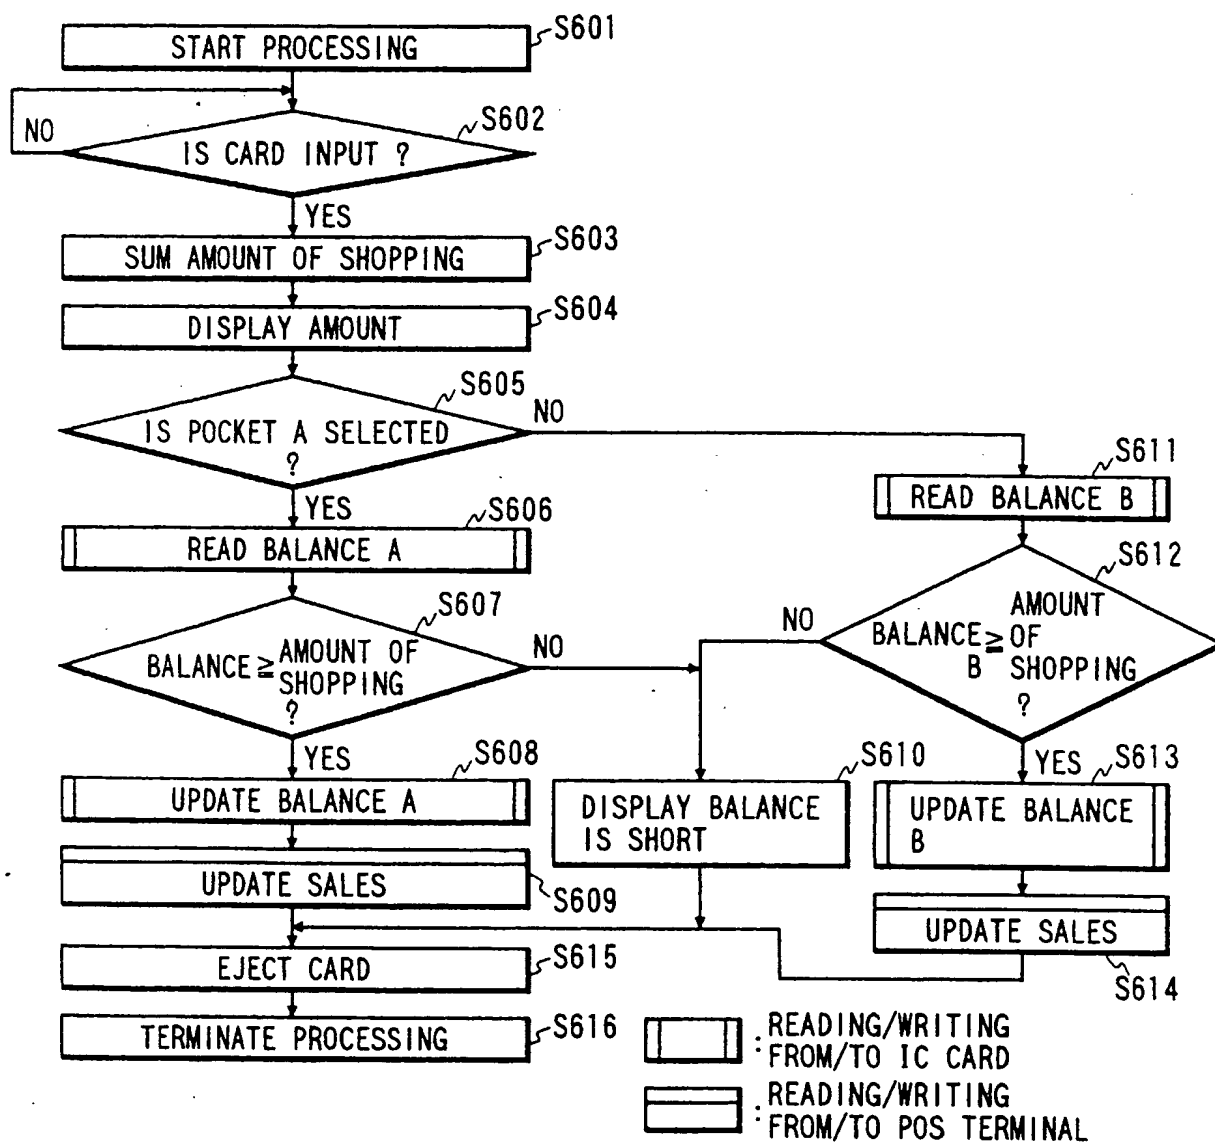 START PROCESSING
S601
NO
IS CARD INPUT ?
S602
YES
SUM AMOUNT OF SHOPPING
S603
DISPLAY AMOUNT
S604
IS POCKET A SELECTED
?
S605
NO
YES
READ BALANCE A
S606
BALANCE ≧ AMOUNT OF
SHOPPING
?
S607
NO
YES
UPDATE BALANCE A
S608
UPDATE SALES
S609
DISPLAY BALANCE
IS SHORT
S610
READ BALANCE B
S611
BALANCE
B
≧
AMOUNT
OF
SHOPPING
?
S612
NO
YES
UPDATE BALANCE
B
S613
UPDATE SALES
S614
EJECT CARD
S615
TERMINATE PROCESSING
S616
: READING/WRITING
FROM/TO IC CARD
: READING/WRITING
FROM/TO POS TERMINAL